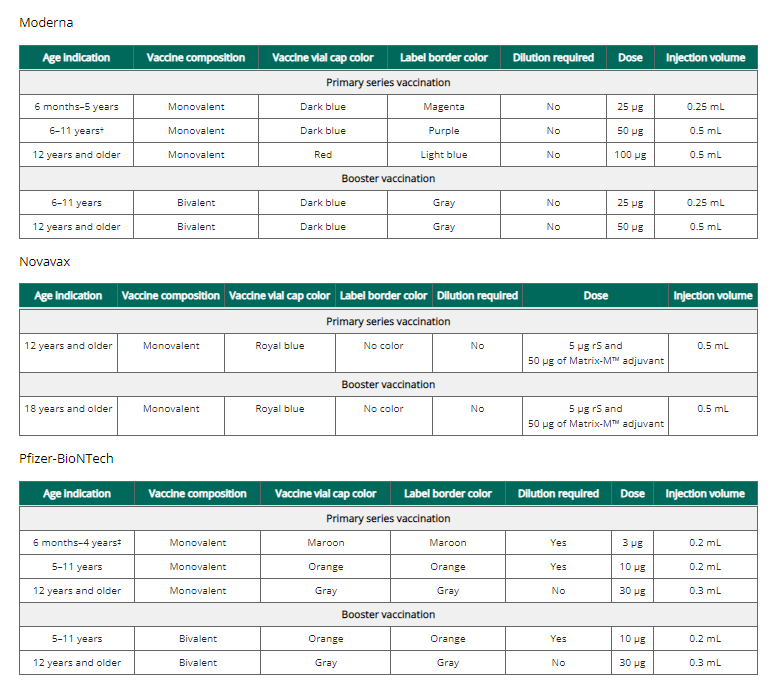 Moderna
Age indication Vaccine composition Vaccine vial cap color Label border color Dilution required Dose Injection volume
Primary series vaccination
6 months–5 years Monovalent Dark blue Magenta No 25 μg 0.25 mL
6–11 years† Monovalent Dark blue Purple No 50 μg 0.5 mL
12 years and older Monovalent Red Light blue No 100 μg 0.5 mL
Booster vaccination
6–11 years Bivalent Dark blue Gray No 25 μg 0.25 mL
12 years and older Bivalent Dark blue Gray No 50 μg 0.5 mL
Novavax
Age indication Vaccine composition Vaccine vial cap color Label border color Dilution required Dose Injection volume
Primary series vaccination
12 years and older Monovalent Royal blue No color No 5 μg rS and 0.5 mL
50 μg of Matrix-M™ adjuvant
Booster vaccination
18 years and older Monovalent Royal blue No color No 5 μg rS and 0.5 mL
50 μg of Matrix-M™ adjuvant
Pfizer-BioNTech
Age indication Vaccine composition Vaccine vial cap color Label border color Dilution required Dose Injection volume
Primary series vaccination
6 months–4 years‡ Monovalent Maroon Maroon Yes 3 μg 0.2 mL
5–11 years Monovalent Orange Orange Yes 10 μg 0.2 mL
12 years and older Monovalent Gray Gray No 30 μg 0.3 mL
Booster vaccination
5–11 years Bivalent Orange Orange Yes 10 μg 0.2 mL
12 years and older Bivalent Gray Gray No 30 μg 0.3 mL